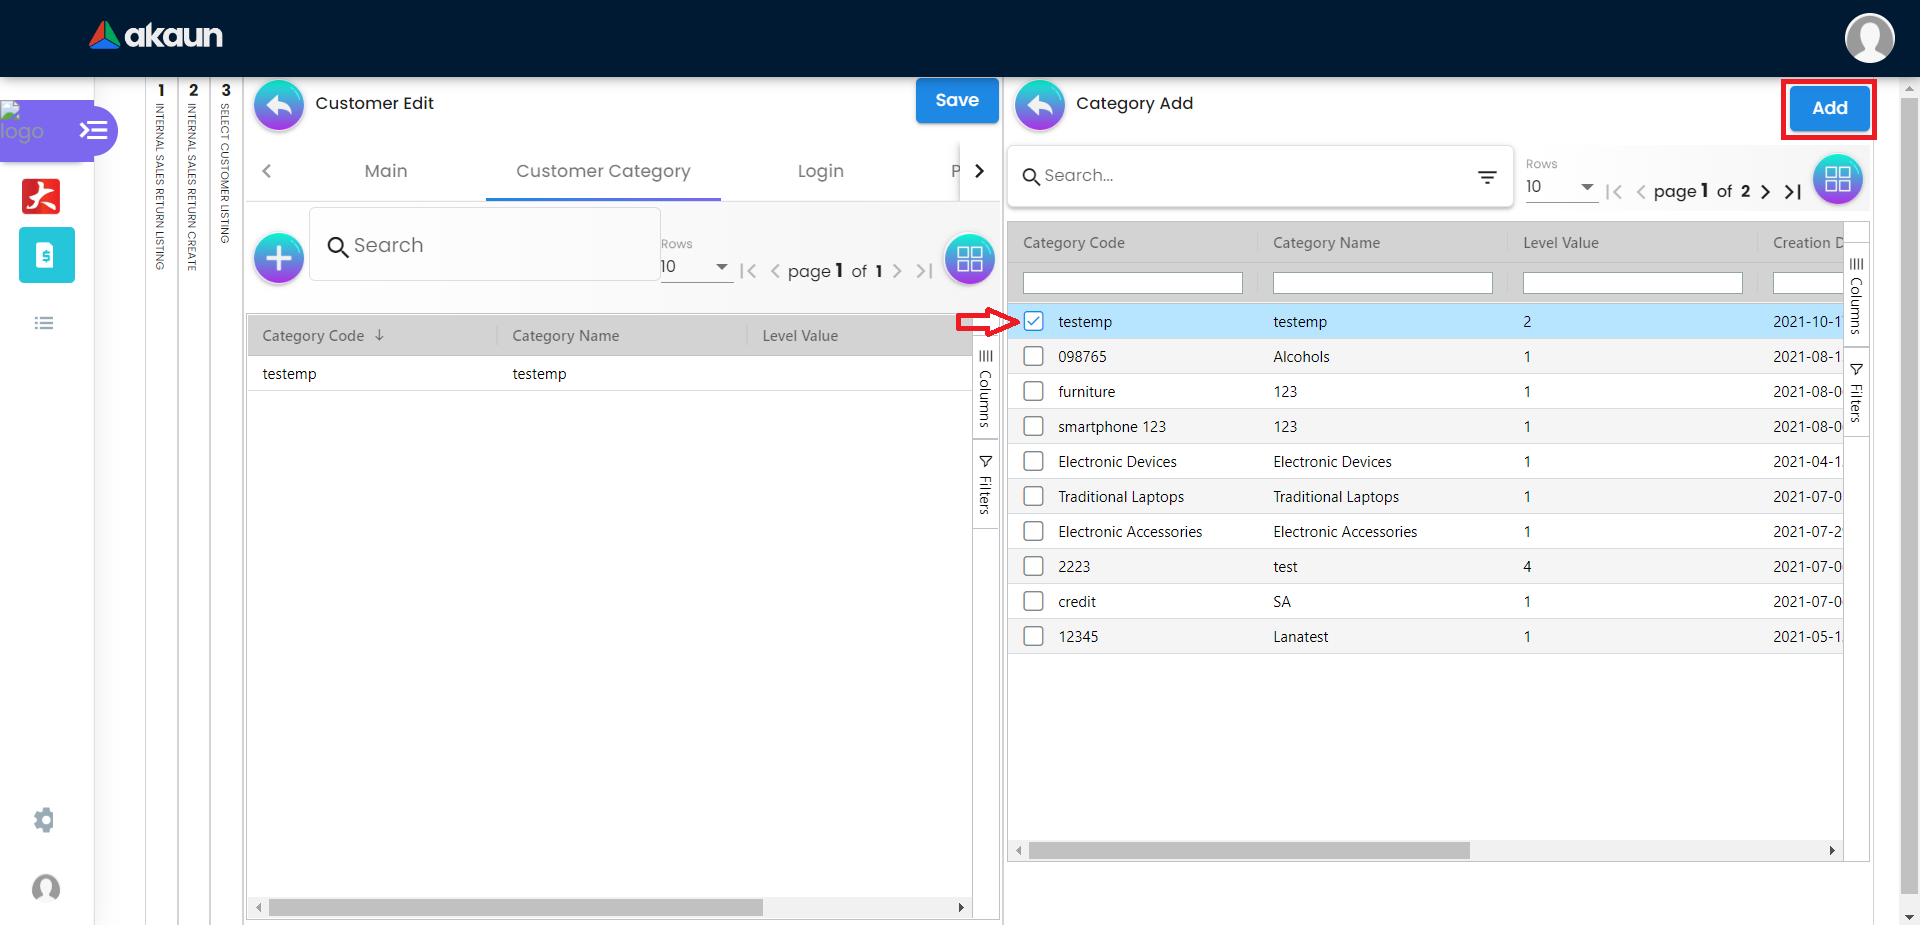 akaun
logo
1 INTERNAL SALES RETURN LISTING
2 INTERNAL SALES RETURN CREATE
3 SELECT CUSTOMER LISTING
Customer Edit
Save
Main
Customer Category
Login
P
Search
Rows
10
page 1 of 1
Category Code
Category Name
Level Value
testemp testemp
Columns
Filters
Category Add
Add
Search...
Rows
10
page 1 of 2
Category Code Category Name Level Value Creation D
testemp testemp 2 2021-10-1
098765 Alcohols 1 2021-08-1
furniture 123 1 2021-08-0
smartphone 123 123 1 2021-08-0
Electronic Devices Electronic Devices 1 2021-04-1
Traditional Laptops Traditional Laptops 1 2021-07-0
Electronic Accessories Electronic Accessories 1 2021-07-2
2223 test 4 2021-07-0
credit SA 1 2021-07-0
12345 Lanatest 1 2021-05-1
Columns
Filters